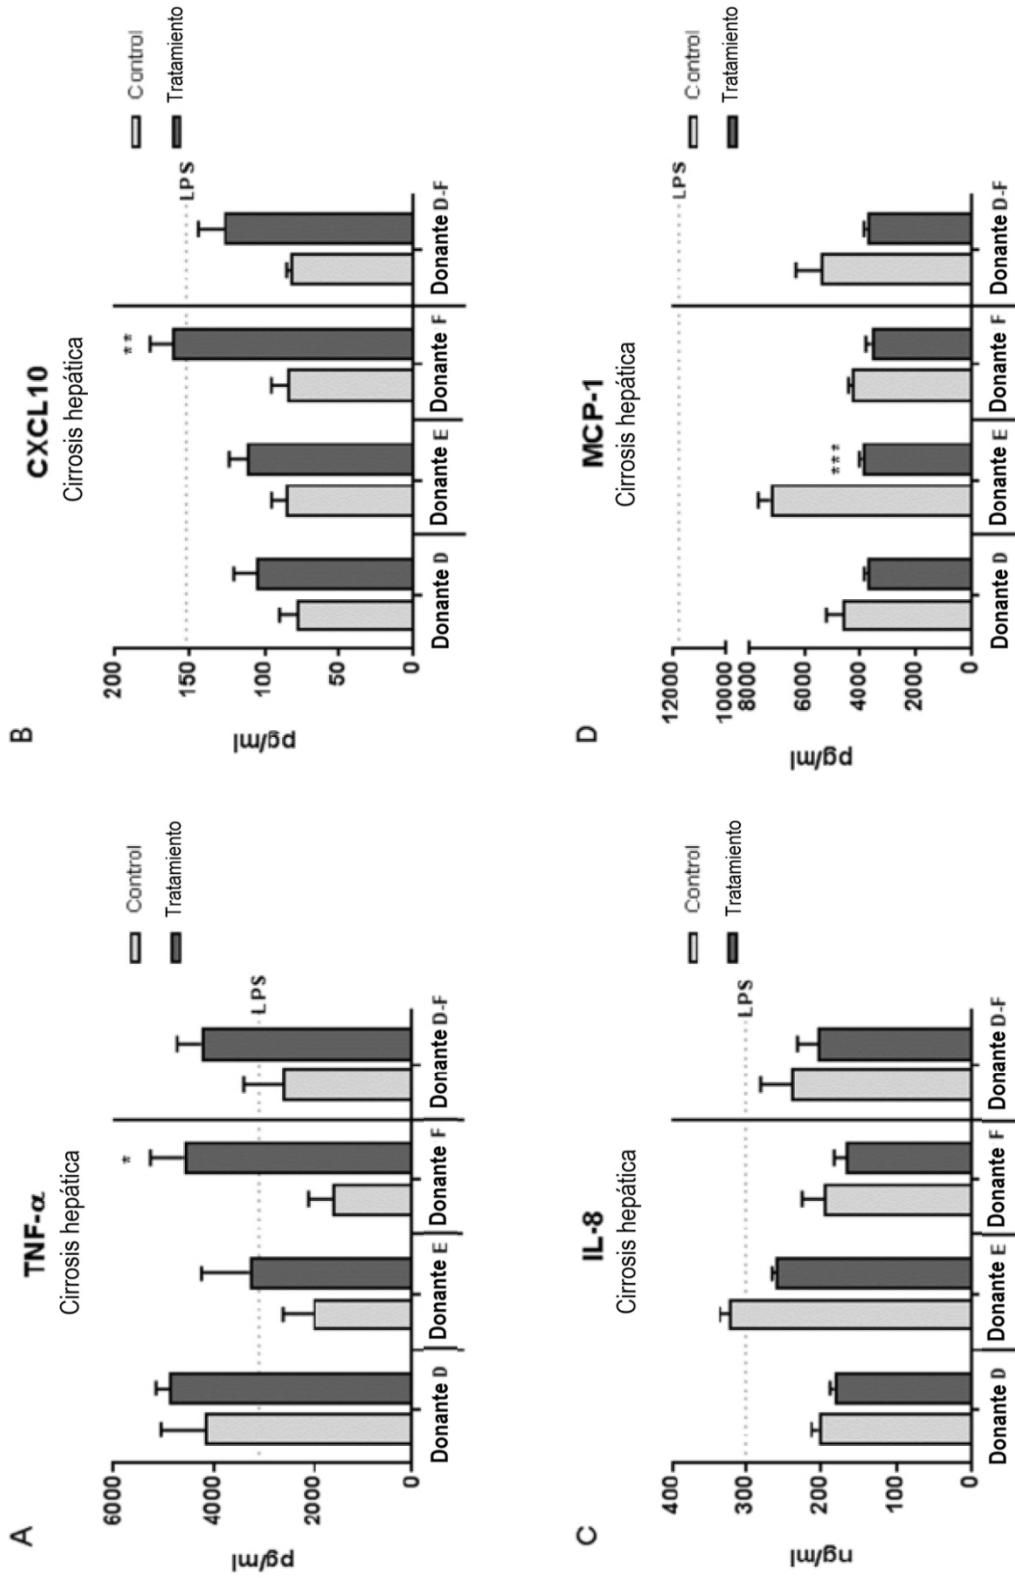 A
TNF-α
Cirrosis hepática
Control
Tratamiento
pg/ml
6000
4000
2000
0
LPS
*
Donante D
Donante E
Donante F
Donante D-F
B
CXCL10
Cirrosis hepática
Control
Tratamiento
pg/ml
200
150
100
50
0
LPS
**
Donante D
Donante E
Donante F
Donante D-F
C
IL-8
Cirrosis hepática
Control
Tratamiento
ng/ml
400
300
200
100
0
LPS
Donante D
Donante E
Donante F
Donante D-F
D
MCP-1
Cirrosis hepática
Control
Tratamiento
pg/ml
12000
10000
8000
6000
4000
2000
0
LPS
***
Donante D
Donante E
Donante F
Donante D-F